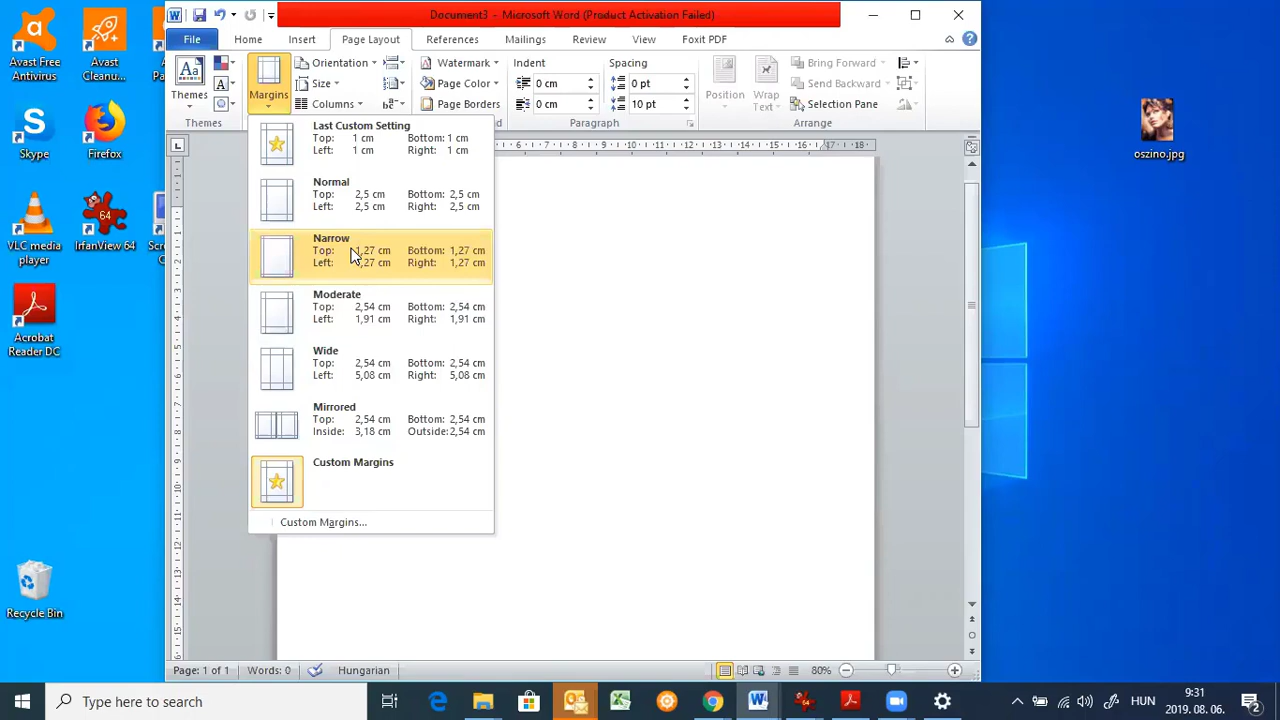 Avast Free
Antivirus
Avast
Cleanu...
Skype
Firefox
VLC media
player
64
IrfanView 64
Acrobat
Reader DC
Recycle Bin
oszino.jpg
Document3 - Microsoft Word (Product Activation Failed)
File Home Insert Page Layout References Mailings Review View Foxit PDF
Themes
Themes
Margins
Orientation
Size
Columns
Watermark
Page Color
Page Borders
Indent
0 cm
0 cm
Spacing
0 pt
10 pt
Paragraph
Position
Wrap
Text
Bring Forward
Send Backward
Selection Pane
Arrange
Last Custom Setting
Top: 1 cm Bottom: 1 cm
Left: 1 cm Right: 1 cm
Normal
Top: 2,5 cm Bottom: 2,5 cm
Left: 2,5 cm Right: 2,5 cm
Narrow
Top: 1,27 cm Bottom: 1,27 cm
Left: 1,27 cm Right: 1,27 cm
Moderate
Top: 2,54 cm Bottom: 2,54 cm
Left: 1,91 cm Right: 1,91 cm
Wide
Top: 2,54 cm Bottom: 2,54 cm
Left: 5,08 cm Right: 5,08 cm
Mirrored
Top: 2,54 cm Bottom: 2,54 cm
Inside: 3,18 cm Outside: 2,54 cm
Custom Margins
Custom Margins...
Page: 1 of 1 Words: 0 Hungarian 80%
Type here to search
HUN
9:31
2019. 08. 06.
2